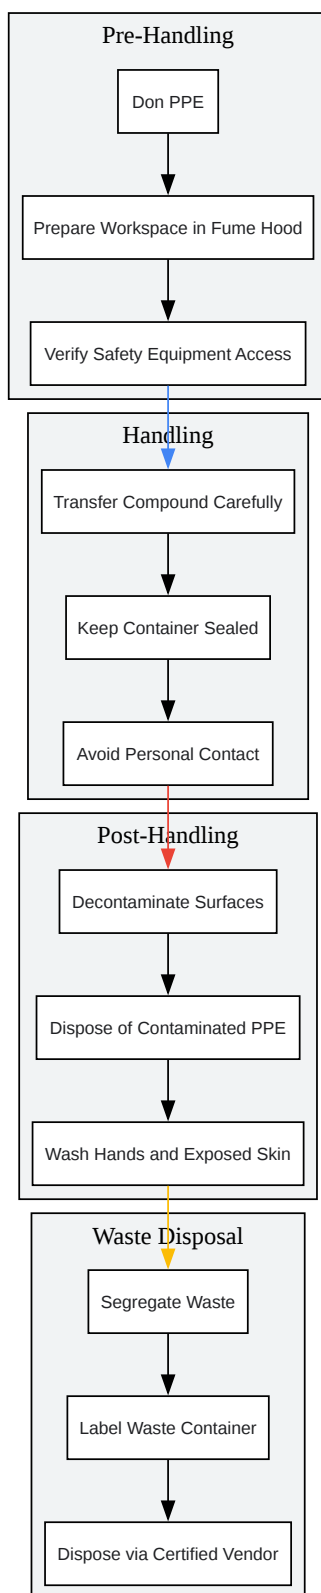 Pre-Handling
Don PPE
Prepare Workspace in Fume Hood
Verify Safety Equipment Access
Handling
Transfer Compound Carefully
Keep Container Sealed
Avoid Personal Contact
Post-Handling
Decontaminate Surfaces
Dispose of Contaminated PPE
Wash Hands and Exposed Skin
Waste Disposal
Segregate Waste
Label Waste Container
Dispose via Certified Vendor